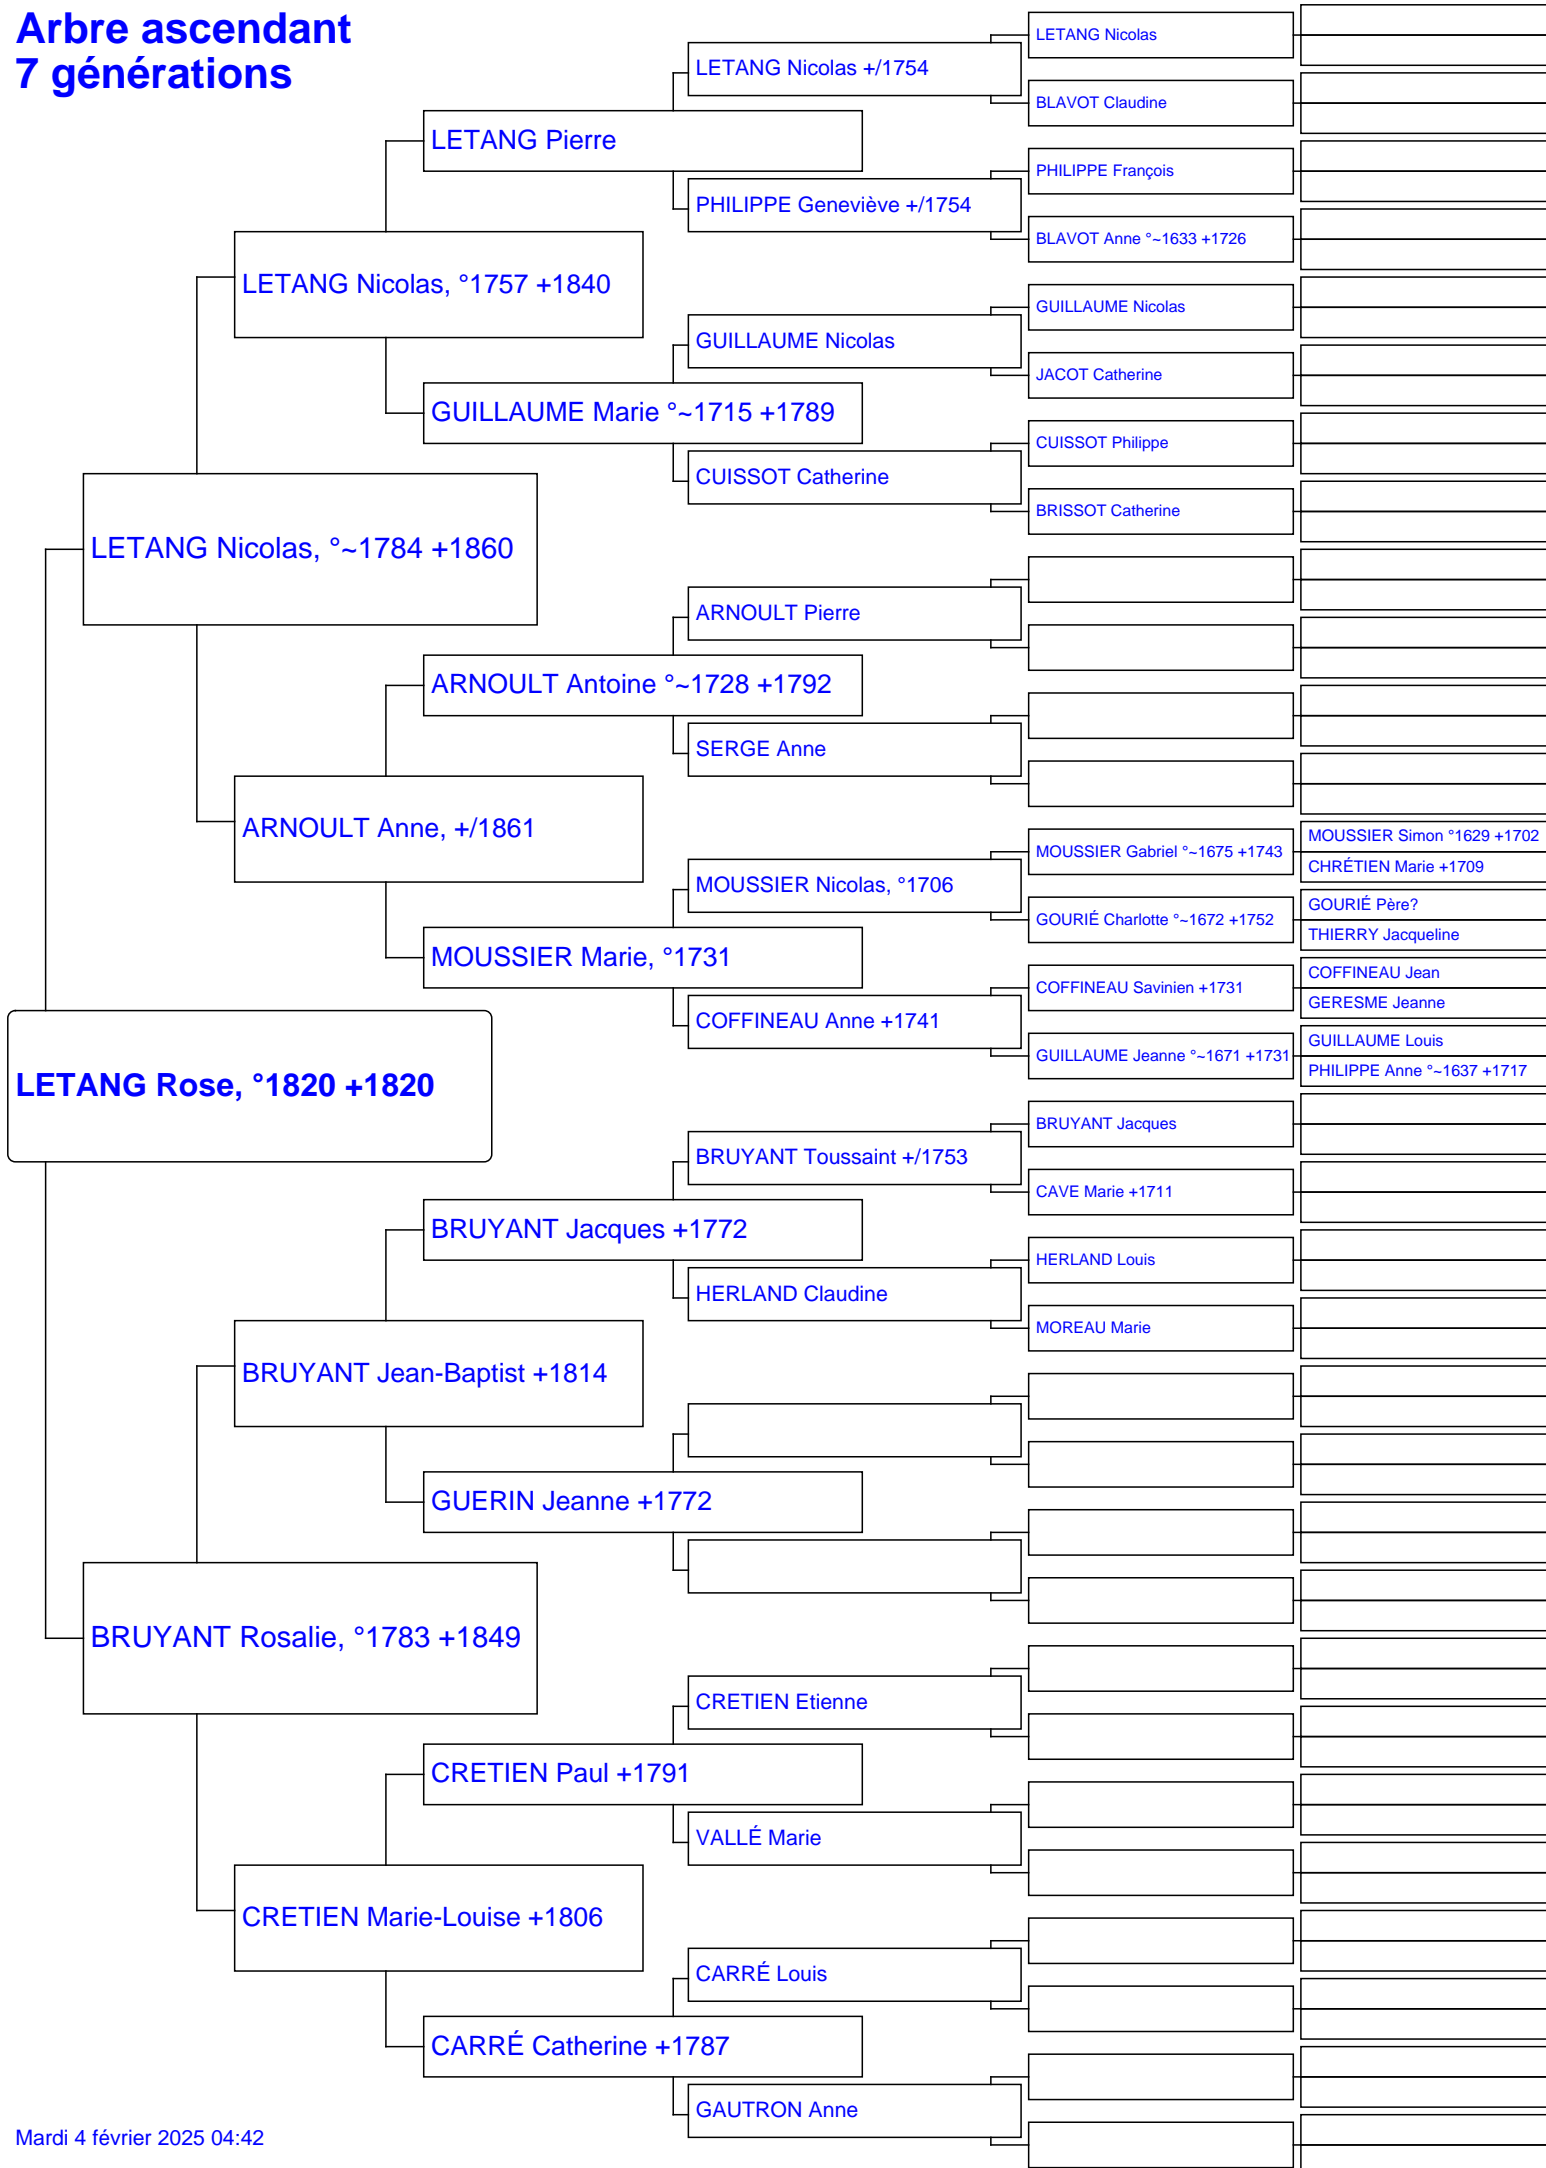 Arbre ascendant
7 générations
LETANG Rose, °1820 +1820
LETANG Nicolas, °~1784 +1860
BRUYANT Rosalie, °1783 +1849
LETANG Nicolas, °1757 +1840
ARNOULT Anne, +/1861
BRUYANT Jean-Baptist +1814
CRETIEN Marie-Louise +1806
LETANG Pierre
GUILLAUME Marie °~1715 +1789
ARNOULT Antoine °~1728 +1792
MOUSSIER Marie, °1731
BRUYANT Jacques +1772
GUERIN Jeanne +1772
CRETIEN Paul +1791
CARRÉ Catherine +1787
LETANG Nicolas +/1754
PHILIPPE Geneviève +/1754
GUILLAUME Nicolas
CUISSOT Catherine
ARNOULT Pierre
SERGE Anne
MOUSSIER Nicolas, °1706
COFFINEAU Anne +1741
BRUYANT Toussaint +/1753
HERLAND Claudine
CRETIEN Etienne
VALLÉ Marie
CARRÉ Louis
GAUTRON Anne
LETANG Nicolas
BLAVOT Claudine
PHILIPPE François
BLAVOT Anne °~1633 +1726
GUILLAUME Nicolas
JACOT Catherine
CUISSOT Philippe
BRISSOT Catherine
MOUSSIER Gabriel °~1675 +1743
GOURIÉ Charlotte °~1672 +1752
COFFINEAU Savinien +1731
GUILLAUME Jeanne °~1671 +1731
BRUYANT Jacques
CAVE Marie +1711
HERLAND Louis
MOREAU Marie
MOUSSIER Simon °1629 +1702
CHRÉTIEN Marie +1709
GOURIÉ Père?
THIERRY Jacqueline
COFFINEAU Jean
GERESME Jeanne
GUILLAUME Louis
PHILIPPE Anne °~1637 +1717
Mardi 4 février 2025 04:42